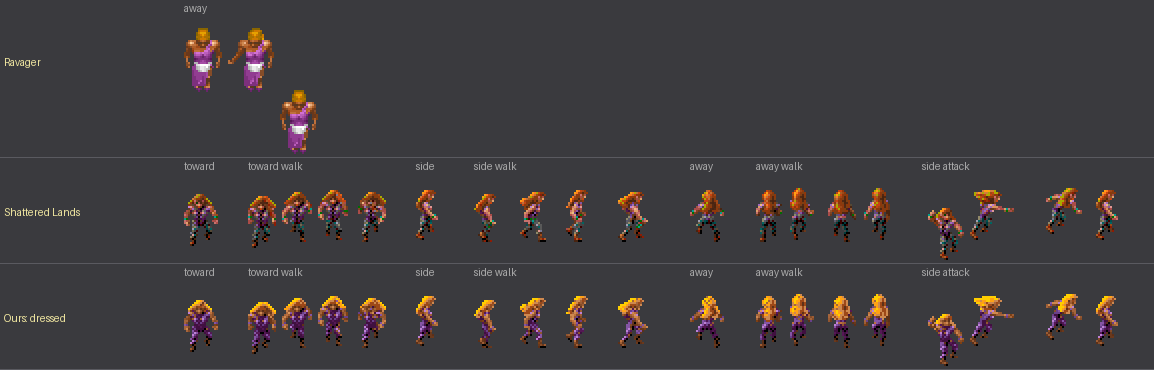 away
Ravager
toward toward walk side side walk away away walk side attack
Shattered Lands
toward toward walk side side walk away away walk side attack
Ours: dressed